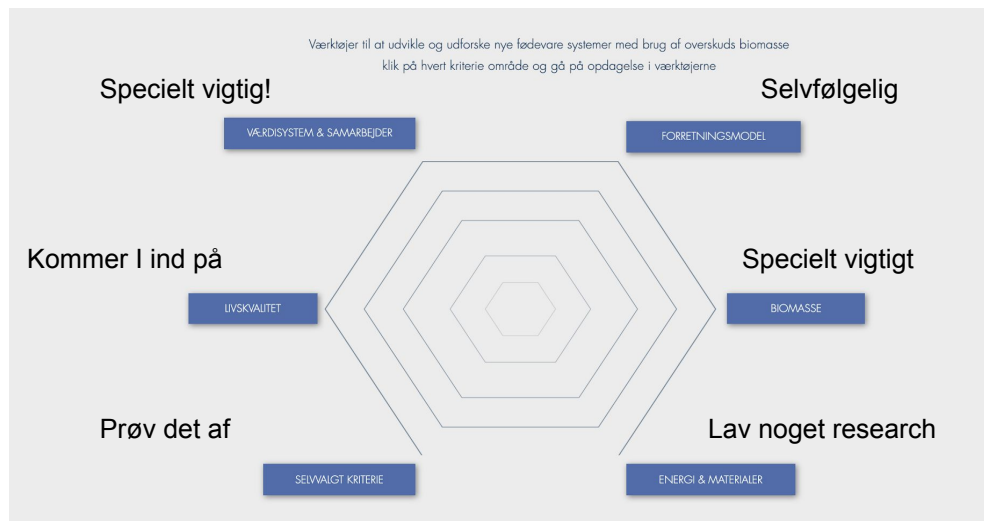 Værktøjer til at udvikle og udforske nye fødevare systemer med brug af overskuds biomasse
klik på hvert kriterie område og gå på opdagelse i værktøjerne
Specielt vigtig!
Selvfølgelig
VÆRDISYSTEM & SAMARBEJDER
FORRETNINGSMODEL
Kommer I ind på
Specielt vigtigt
LIVSKVALITET
BIOMASSE
Prøv det af
Lav noget research
SELVVALGT KRITERIE
ENERGI & MATERIALER